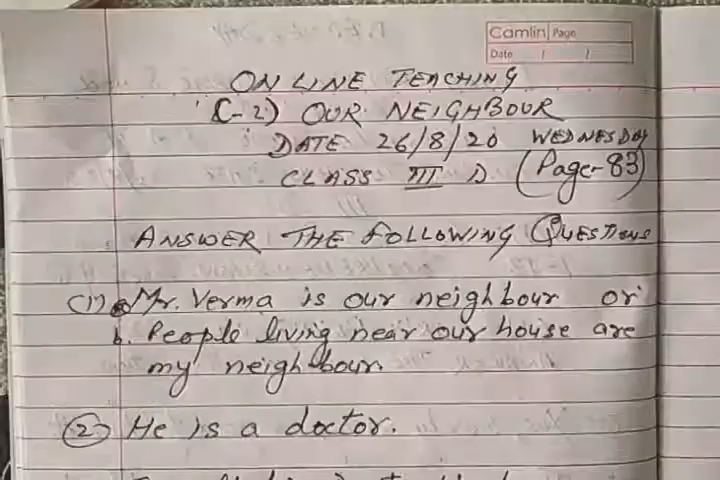 Camlin Page
Date / /
ON LINE TEACHING
(C-2) OUR NEIGHBOUR
DATE 26/8/20 WEDNESDAY
CLASS III D (Page-83)
ANSWER THE FOLLOWING QUESTIONS
(1) a. Mr. Verma is our neighbour or
b. People living near our house are
my neighbour.
(2) He is a doctor.